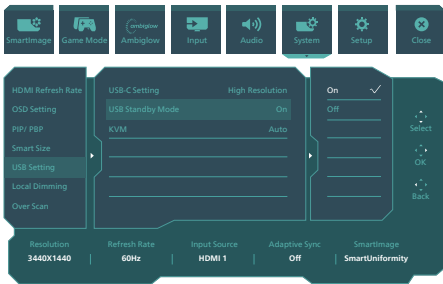 SmartImage
Game Mode
ambiglow
Ambiglow
Input
Audio
System
Setup
Close
HDMI Refresh Rate
OSD Setting
PIP/ PBP
Smart Size
USB Setting
Local Dimming
Over Scan
USB-C Setting High Resolution
USB Standby Mode On
KVM Auto
On
Off
Select
OK
Back
Resolution Refresh Rate Input Source Adaptive Sync SmartImage
3440X1440 | 60Hz | HDMI 1 | Off | SmartUniformity